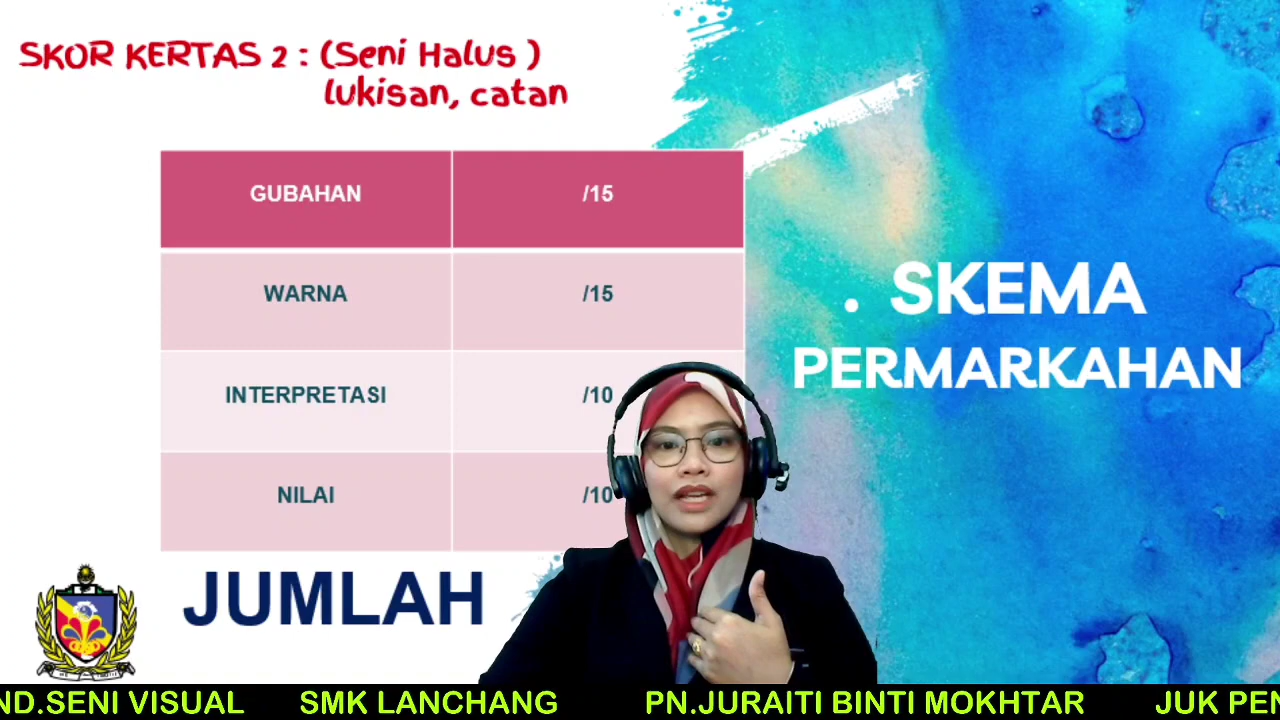 SKOR KERTAS 2 : (Seni Halus )
lukisan, catan
GUBAHAN /15
WARNA /15
INTERPRETASI /10
NILAI /10
. SKEMA
PERMARKAHAN
JUMLAH
ND.SENI VISUAL SMK LANCHANG PN.JURAITI BINTI MOKHTAR JUK PEN